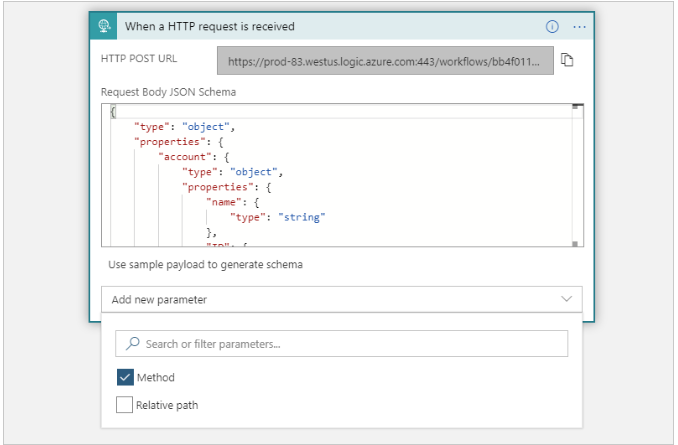 When a HTTP request is received
HTTP POST URL
https://prod-83.westus.logic.azure.com:443/workflows/bb4f011...
Request Body JSON Schema
{
"type": "object",
"properties": {
"account": {
"type": "object",
"properties": {
"name": {
"type": "string"
},
"ID": {
Use sample payload to generate schema
Add new parameter
Search or filter parameters...
Method
Relative path